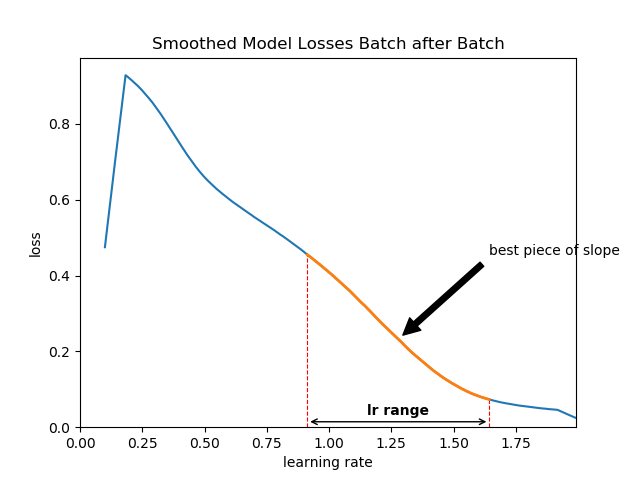 Smoothed Model Losses Batch after Batch
loss
0.8
0.6
0.4
0.2
0.0
best piece of slope
lr range
0.00 0.25 0.50 0.75 1.00 1.25 1.50 1.75
learning rate